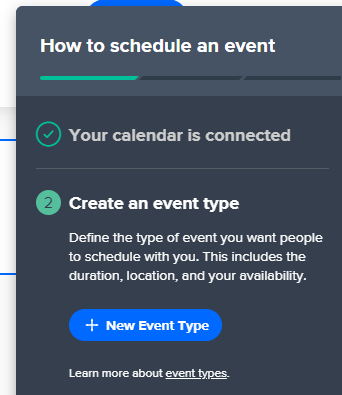 How to schedule an event
Your calendar is connected
2 Create an event type
Define the type of event you want people
to schedule with you. This includes the
duration, location, and your availability.
+ New Event Type
Learn more about event types.